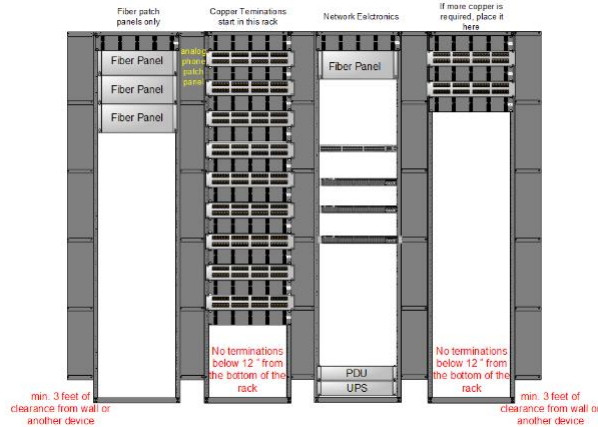 Fiber patch
panels only
Copper Teminations
start in this rack
Network Eelctronics
If more copper is
required, place it
here
analog
phone
patch
panel
Fiber Panel
Fiber Panel
Fiber Panel
Fiber Panel
No terminations
below 12 " from
the bottom of the
rack
PDU
UPS
No terminations
below 12 " from
the bottom of the
rack
min. 3 feet of
clearance from wall or
another device
min. 3 feet of
clearance from wall or
another device